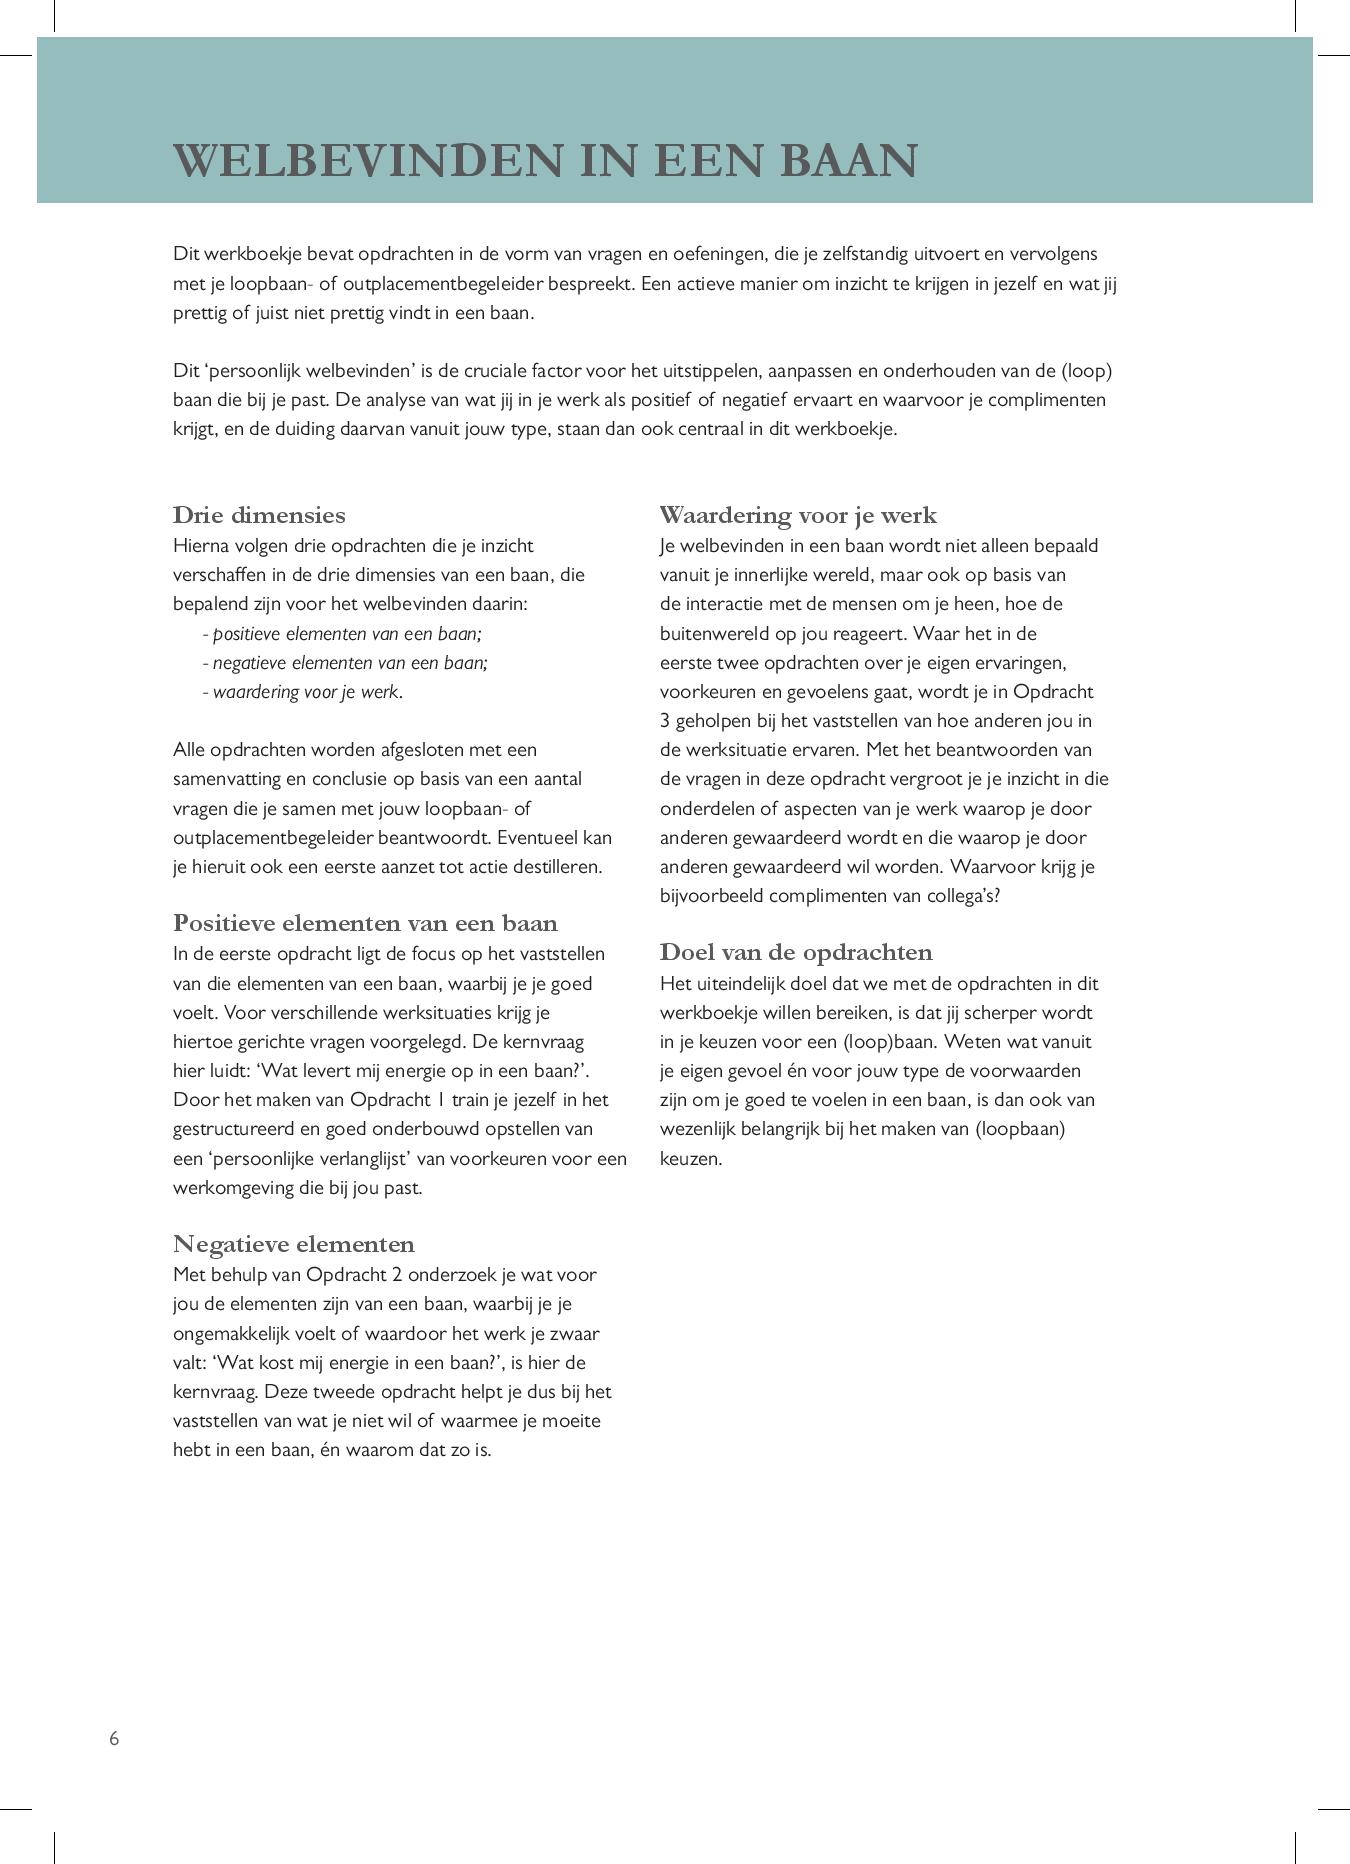 WELBEVINDEN IN EEN BAAN
Dit werkboekje bevat opdrachten in de vorm van vragen en oefeningen, die je zelfstandig uitvoert en vervolgens
met je loopbaan- of outplacementbegeleider bespreekt. Een actieve manier om inzicht te krijgen in jezelf en wat jij
prettig of juist niet prettig vindt in een baan.
Dit ‘persoonlijk welbevinden’ is de cruciale factor voor het uitstippelen, aanpassen en onderhouden van de (loop)
baan die bij je past. De analyse van wat jij in je werk als positief of negatief ervaart en waarvoor je complimenten
krijgt, en de duiding daarvan vanuit jouw type, staan dan ook centraal in dit werkboekje.
Drie dimensies
Hierna volgen drie opdrachten die je inzicht
verschaffen in de drie dimensies van een baan, die
bepalend zijn voor het welbevinden daarin:
- positieve elementen van een baan;
- negatieve elementen van een baan;
- waardering voor je werk.
Alle opdrachten worden afgesloten met een
samenvatting en conclusie op basis van een aantal
vragen die je samen met jouw loopbaan- of
outplacementbegeleider beantwoordt. Eventueel kan
je hieruit ook een eerste aanzet tot actie destilleren.
Positieve elementen van een baan
In de eerste opdracht ligt de focus op het vaststellen
van die elementen van een baan, waarbij je je goed
voelt. Voor verschillende werksituaties krijg je
hiertoe gerichte vragen voorgelegd. De kernvraag
hier luidt: ‘Wat levert mij energie op in een baan?’.
Door het maken van Opdracht 1 train je jezelf in het
gestructureerd en goed onderbouwd opstellen van
een ‘persoonlijke verlanglijst’ van voorkeuren voor een
werkomgeving die bij jou past.
Negatieve elementen
Met behulp van Opdracht 2 onderzoek je wat voor
jou de elementen zijn van een baan, waarbij je je
ongemakkelijk voelt of waardoor het werk je zwaar
valt: ‘Wat kost mij energie in een baan?’, is hier de
kernvraag. Deze tweede opdracht helpt je dus bij het
vaststellen van wat je niet wil of waarmee je moeite
hebt in een baan, én waarom dat zo is.
Waardering voor je werk
Je welbevinden in een baan wordt niet alleen bepaald
vanuit je innerlijke wereld, maar ook op basis van
de interactie met de mensen om je heen, hoe de
buitenwereld op jou reageert. Waar het in de
eerste twee opdrachten over je eigen ervaringen,
voorkeuren en gevoelens gaat, wordt je in Opdracht
3 geholpen bij het vaststellen van hoe anderen jou in
de werksituatie ervaren. Met het beantwoorden van
de vragen in deze opdracht vergroot je je inzicht in die
onderdelen of aspecten van je werk waarop je door
anderen gewaardeerd wordt en die waarop je door
anderen gewaardeerd wil worden. Waarvoor krijg je
bijvoorbeeld complimenten van collega’s?
Doel van de opdrachten
Het uiteindelijk doel dat we met de opdrachten in dit
werkboekje willen bereiken, is dat jij scherper wordt
in je keuzen voor een (loop)baan. Weten wat vanuit
je eigen gevoel én voor jouw type de voorwaarden
zijn om je goed te voelen in een baan, is dan ook van
wezenlijk belangrijk bij het maken van (loopbaan)
keuzen.
6